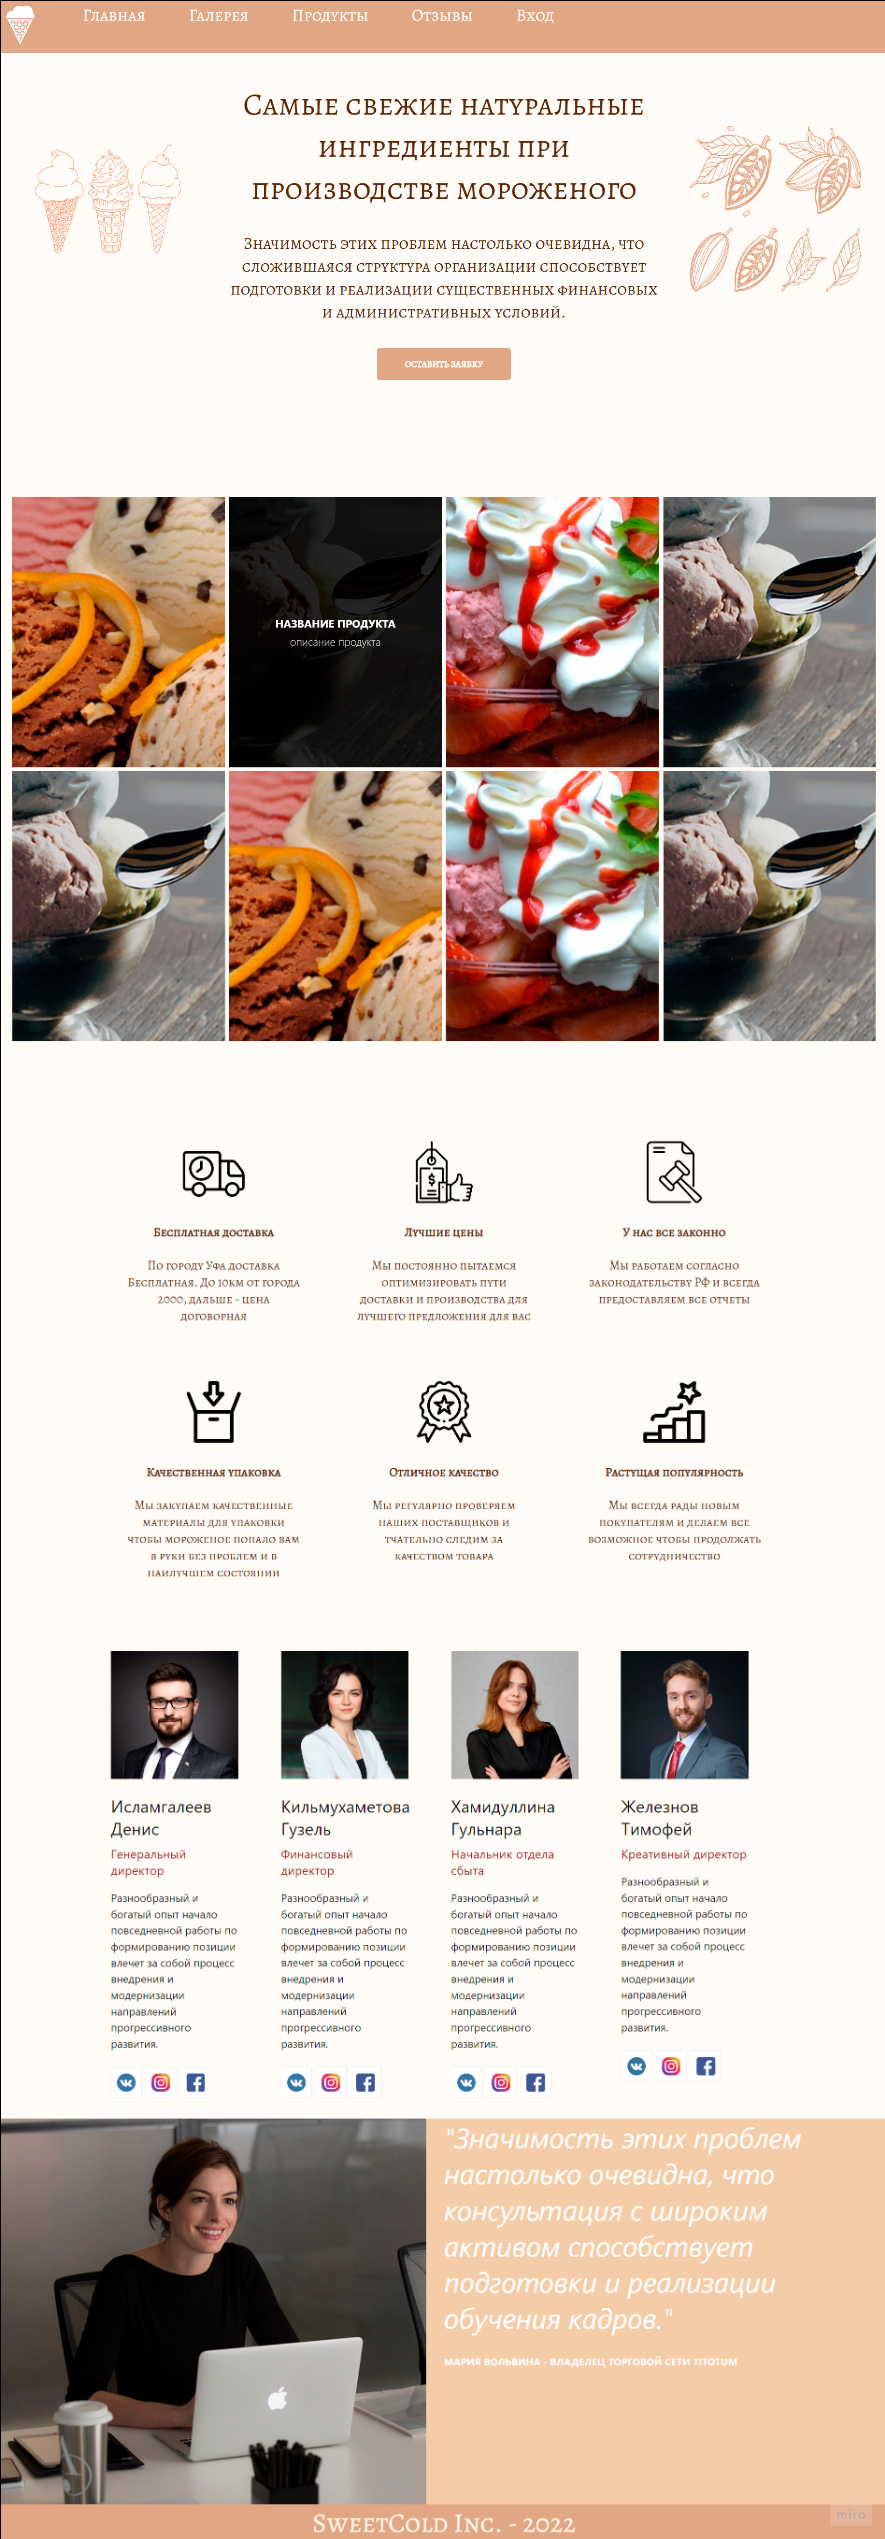 Главная Галерея Продукты Отзывы Вход
Самые свежие натуральные
ингредиенты при
производстве мороженого
Значимость этих проблем настолько очевидна, что
сложившаяся структура организации способствует
подготовки и реализации существенных финансовых
и административных условий.
ОСТАВИТЬ ЗАЯВКУ
НАЗВАНИЕ ПРОДУКТА
описание продукта
Бесплатная доставка
По городу Уфа доставка
Бесплатная. До 10км от города
2000, дальше - цена
договорная
Лучшие цены
Мы постоянно пытаемся
оптимизировать пути
доставки и производства для
лучшего предложения для вас
У нас все законно
Мы работаем согласно
законодательству РФ и всегда
предоставляем все отчеты
Качественная упаковка
Мы закупаем качественные
материалы для упаковки
чтобы мороженое попало вам
в руки без проблем и в
наилучшем состоянии
Отличное качество
Мы регулярно проверяем
наших поставщиков и
тчательно следим за
качеством товара
Растущая популярность
Мы всегда рады новым
покупателям и делаем все
возможное чтобы продолжать
сотрудничество
Исламгалеев
Денис
Генеральный
директор
Разнообразный и
богатый опыт начало
повседневной работы по
формированию позиции
влечет за собой процесс
внедрения и
модернизации
направлений
прогрессивного
развития.
Кильмухаметова
Гузель
Финансовый
директор
Разнообразный и
богатый опыт начало
повседневной работы по
формированию позиции
влечет за собой процесс
внедрения и
модернизации
направлений
прогрессивного
развития.
Хамидуллина
Гульнара
Начальник отдела
сбыта
Разнообразный и
богатый опыт начало
повседневной работы по
формированию позиции
влечет за собой процесс
внедрения и
модернизации
направлений
прогрессивного
развития.
Железнов
Тимофей
Креативный директор
Разнообразный и
богатый опыт начало
повседневной работы по
формированию позиции
влечет за собой процесс
внедрения и
модернизации
направлений
прогрессивного
развития.
"Значимость этих проблем
настолько очевидна, что
консультация с широким
активом способствует
подготовки и реализации
обучения кадров."
МАРИЯ ВОЛЬВИНА - ВЛАДЕЛЕЦ ТОРГОВОЙ СЕТИ TITOTUM
SweetCold Inc. - 2022
miro